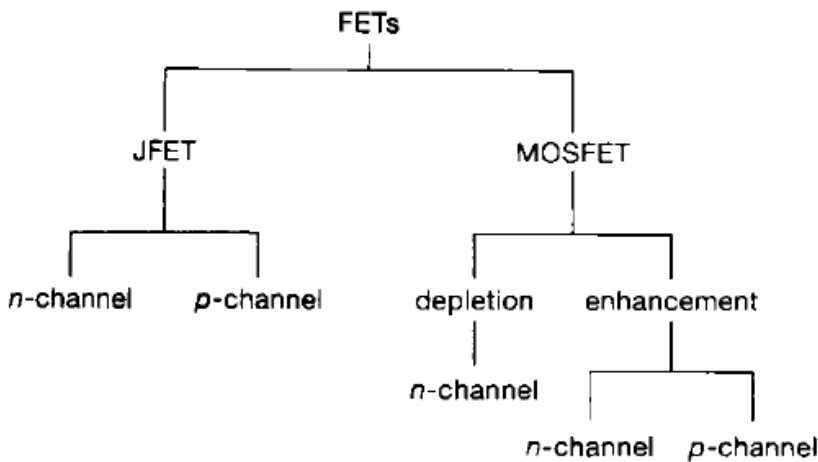 FETs
JFET MOSFET
n-channel p-channel depletion enhancement
n-channel
n-channel p-channel